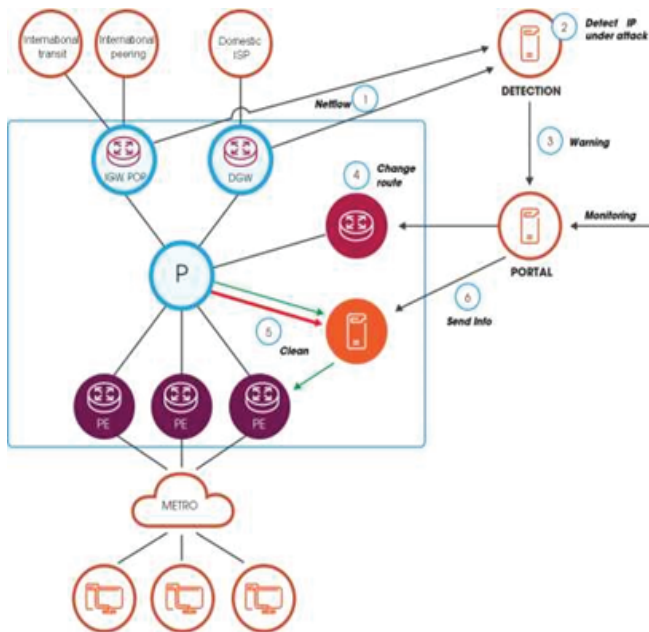 International
transit
International
peering
Domestic
ISP
2
Detect IP
under attack
DETECTION
Netflow
1
3
Warning
IGW, POP
DGW
4
Change
route
Monitoring
PORTAL
P
6
Send Info
5
Clean
PE
PE
PE
METRO